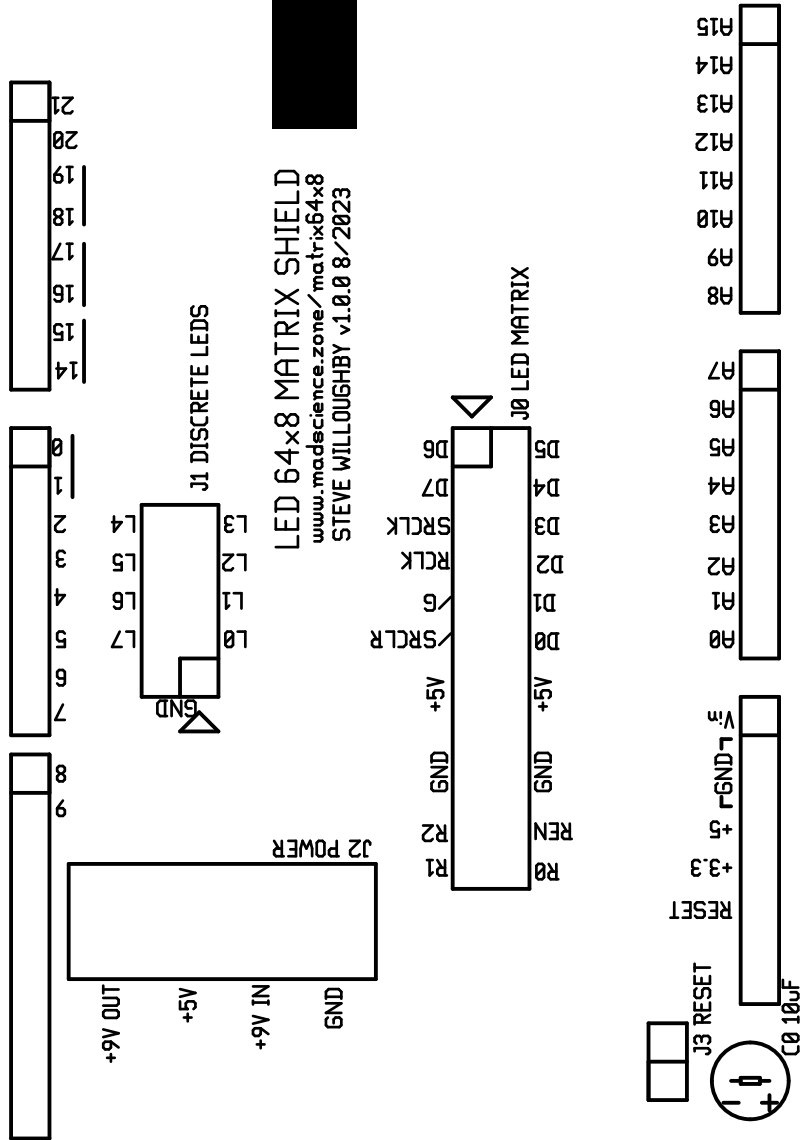 A15
A14
A13
A12
A11
A10
A9
A8
21
20
19
18
17
16
15
14
LED 64x8 MATRIX SHIELD
www.madscience.zone/matrix64x8
STEVE WILLOUGHBY v1.0.0 8/2023
J1 DISCRETE LEDS
J0 LED MATRIX
A7
A6
A5
A4
A3
A2
A1
A0
0
1
2
3
4
5
6
7
L4
L5
L6
L7
L3
L2
L1
L0
GND
D6
D7
SRCLK
RCLK
/G
/SRCLR
+5V
GND
R2
R1
D5
D4
D3
D2
D1
D0
+5V
GND
REN
R0
Vin
GND
+5
+3.3
RESET
8
9
J2 POWER
+9V OUT
+5V
+9V IN
GND
J3 RESET
C0 10uF
- +